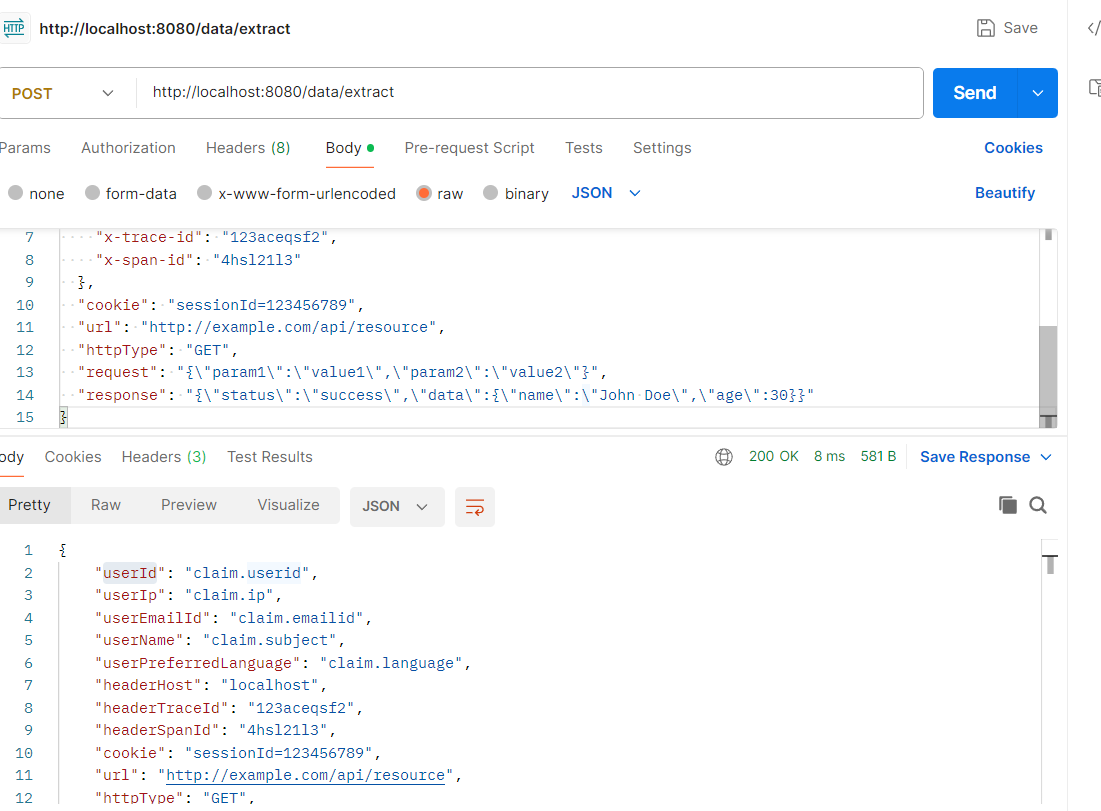 HTTP http://localhost:8080/data/extract Save </>
POST http://localhost:8080/data/extract Send
Params Authorization Headers (8) Body Pre-request Script Tests Settings Cookies
none form-data x-www-form-urlencoded raw binary JSON Beautify
7 "x-trace-id": "123aceqsf2",
8 "x-span-id": "4hsl21l3"
9 },
10 "cookie": "sessionId=123456789",
11 "url": "http://example.com/api/resource",
12 "httpType": "GET",
13 "request": "{\"param1\":\"value1\",\"param2\":\"value2\"}",
14 "response": "{\"status\":\"success\",\"data\":{\"name\":\"John Doe\",\"age\":30}}"
15 }
ody Cookies Headers (3) Test Results 200 OK 8 ms 581 B Save Response
Pretty Raw Preview Visualize JSON
1 {
2 "userId": "claim.userid",
3 "userIp": "claim.ip",
4 "userEmailId": "claim.emailid",
5 "userName": "claim.subject",
6 "userPreferredLanguage": "claim.language",
7 "headerHost": "localhost",
8 "headerTraceId": "123aceqsf2",
9 "headerSpanId": "4hsl21l3",
10 "cookie": "sessionId=123456789",
11 "url": "http://example.com/api/resource",
12 "httpType": "GET",